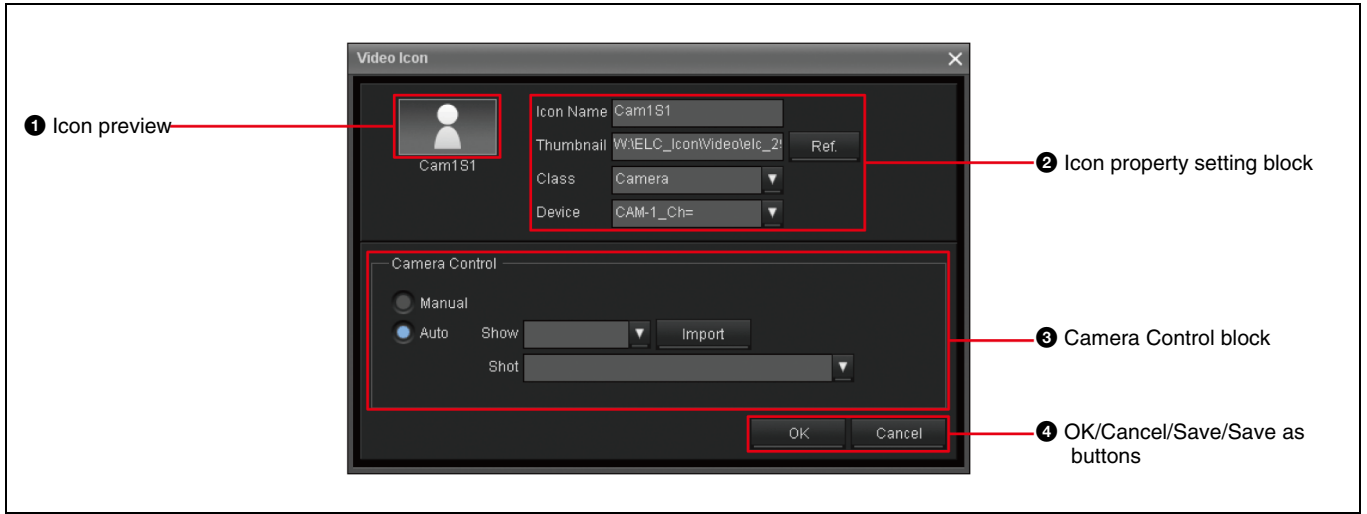 Video Icon
❶ Icon preview
Cam1S1
Icon Name Cam1S1
Thumbnail W:\ELC_Icon\Video\elc_2 Ref.
Class Camera
Device CAM-1_Ch=
❷ Icon property setting block
Camera Control
Manual
Auto Show Import
Shot
❸ Camera Control block
OK Cancel
❹ OK/Cancel/Save/Save as
buttons